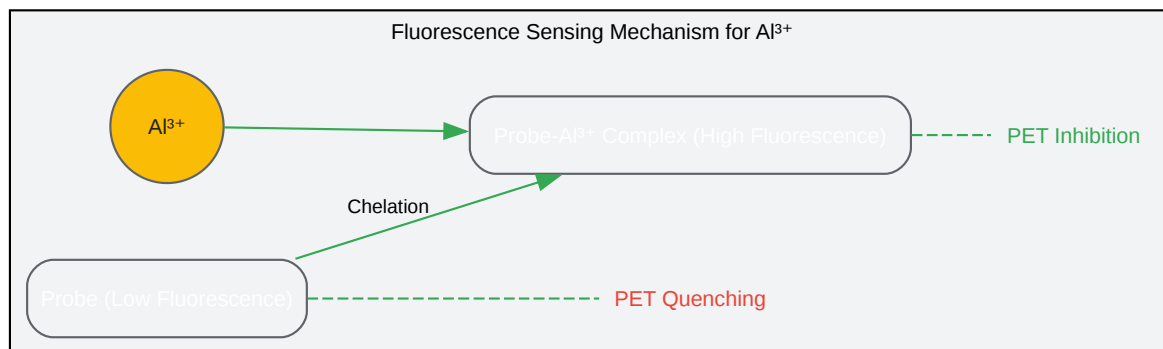 Fluorescence Sensing Mechanism for Al³⁺
Al³⁺
Probe-Al³⁺ Complex (High Fluorescence)
PET Inhibition
Chelation
Probe (Low Fluorescence)
PET Quenching